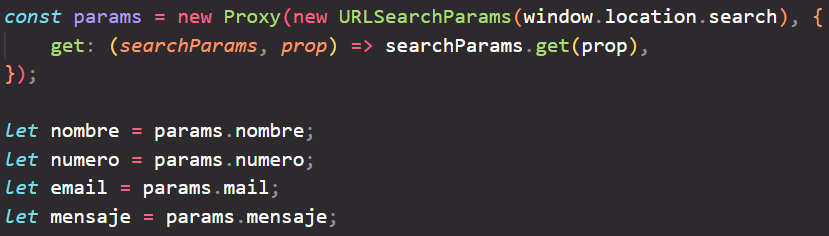 const params = new Proxy(new URLSearchParams(window.location.search), {
    get: (searchParams, prop) => searchParams.get(prop),
});

let nombre = params.nombre;
let numero = params.numero;
let email = params.mail;
let mensaje = params.mensaje;